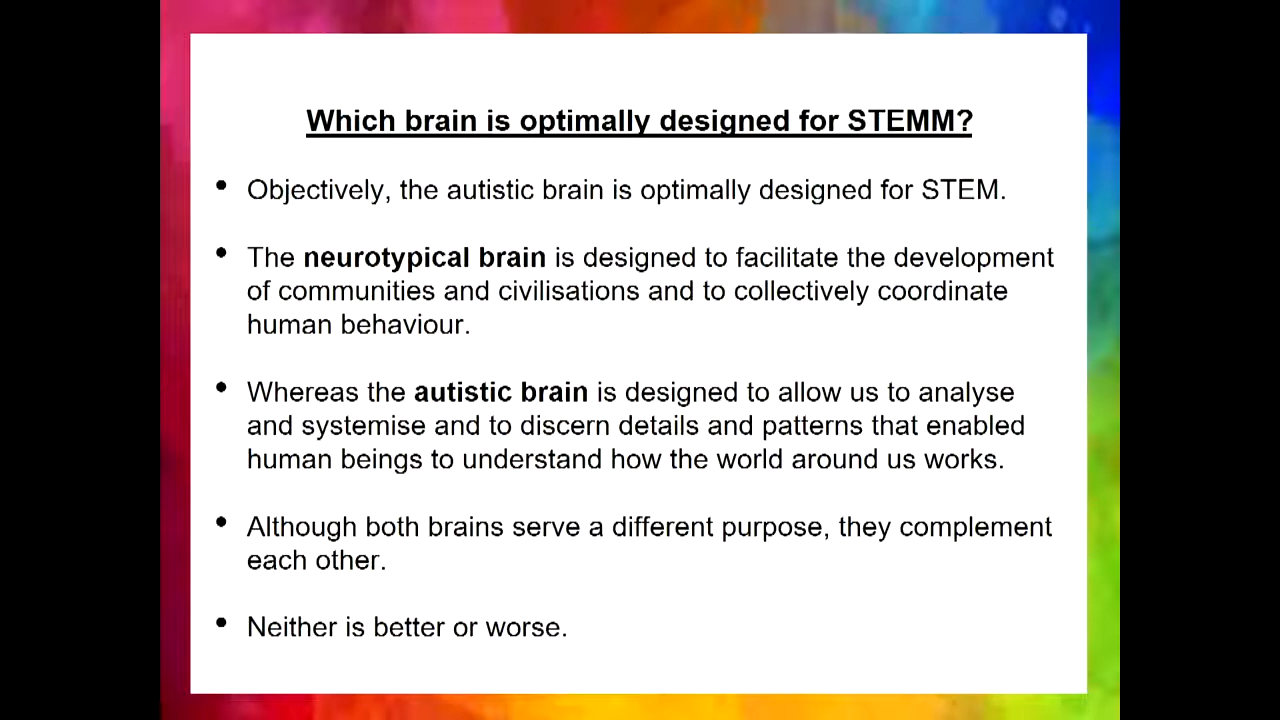 Which brain is optimally designed for STEMM?
• Objectively, the autistic brain is optimally designed for STEM.
• The neurotypical brain is designed to facilitate the development
of communities and civilisations and to collectively coordinate
human behaviour.
• Whereas the autistic brain is designed to allow us to analyse
and systemise and to discern details and patterns that enabled
human beings to understand how the world around us works.
• Although both brains serve a different purpose, they complement
each other.
• Neither is better or worse.